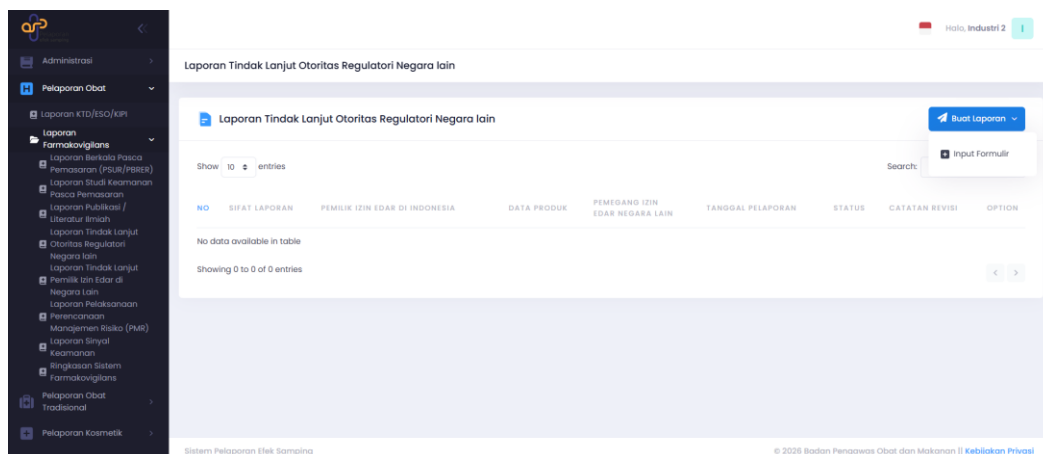 Halo, Industri 2 I
Administrasi
Laporan Tindak Lanjut Otoritas Regulatori Negara lain
Pelaporan Obat
Laporan KTD/ESO/KIPI
Laporan
Farmakovigilans
Laporan Berkala Pasca
Pemasaran (PSUR/PBRER)
Laporan Studi Keamanan
Pasca Pemasaran
Laporan Publikasi /
Literatur Ilmiah
Laporan Tindak Lanjut
Otoritas Regulatori
Negara lain
Laporan Tindak Lanjut
Pemilik Izin Edar di
Negara Lain
Laporan Pelaksanaan
Perencanaan
Manajemen Risiko (PMR)
Laporan Sinyal
Keamanan
Ringkasan Sistem
Farmakovigilans
Pelaporan Obat
Tradisional
Pelaporan Kosmetik
Laporan Tindak Lanjut Otoritas Regulatori Negara lain
Buat Laporan
Input Formulir
Show 10 entries
Search:
NO SIFAT LAPORAN PEMILIK IZIN EDAR DI INDONESIA DATA PRODUK PEMEGANG IZIN EDAR NEGARA LAIN TANGGAL PELAPORAN STATUS CATATAN REVISI OPTION
No data available in table
Showing 0 to 0 of 0 entries
Sistem Pelaporan Efek Samping
© 2026 Badan Pengawas Obat dan Makanan || Kebijakan Privasi